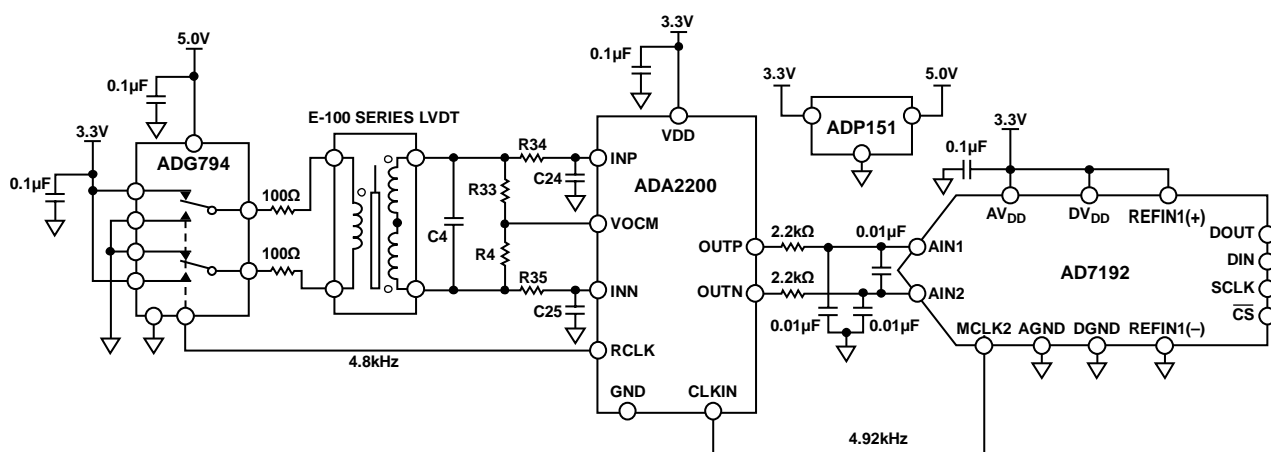 3.3V
5.0V
0.1µF
3.3V
5.0V
0.1µF
3.3V
E-100 SERIES LVDT
ADP151
3.3V
ADG794
VDD
0.1µF
0.1µF
R34
INP
ADA2200
AVDD
DVDD
REFIN1(+)
100Ω
R33
C24
VOCM
C4
OUTP
2.2kΩ
0.01µF
AIN1
DOUT
100Ω
R4
DIN
AD7192
R35
INN
OUTN
2.2kΩ
AIN2
SCLK
C25
0.01µF
0.01µF
CS
MCLK2
AGND
DGND
REFIN1(–)
4.8kHz
RCLK
GND
CLKIN
4.92kHz